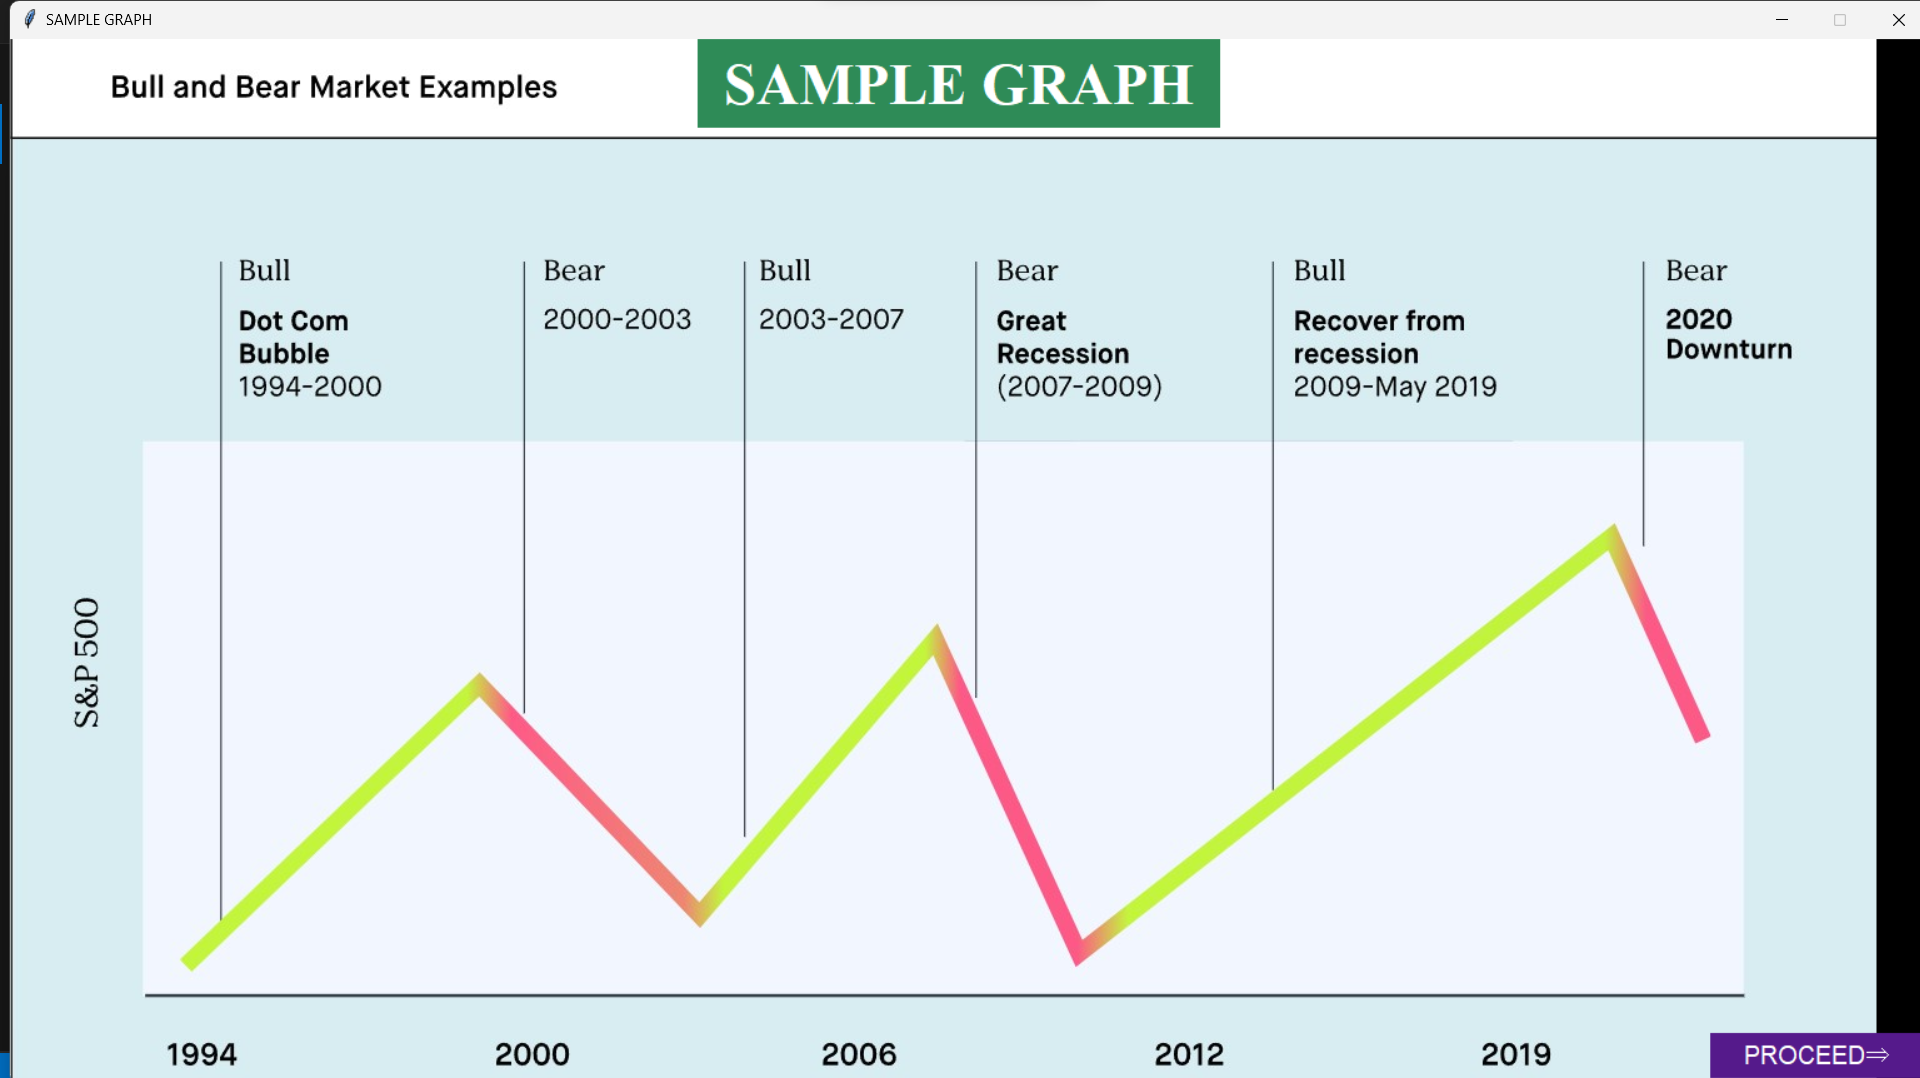 SAMPLE GRAPH
Bull and Bear Market Examples
SAMPLE GRAPH
Bull
Dot Com
Bubble
1994-2000
Bear
2000-2003
Bull
2003-2007
Bear
Great
Recession
(2007-2009)
Bull
Recover from
recession
2009-May 2019
Bear
2020
Downturn
S&P 500
1994
2000
2006
2012
2019
PROCEED⇒